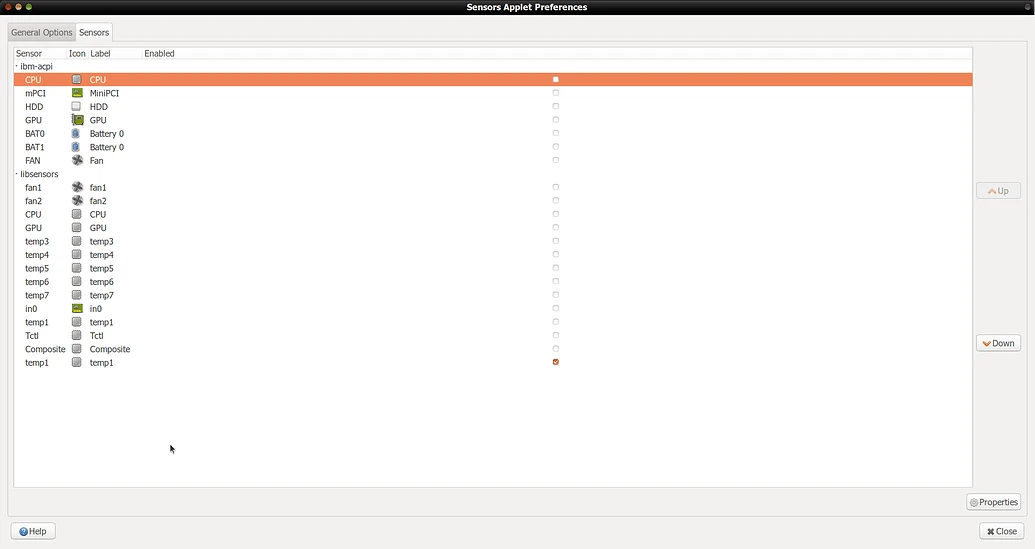 Sensors Applet Preferences
General Options Sensors
Sensor Icon Label Enabled
ibm-acpi
CPU CPU
mPCI MiniPCI
HDD HDD
GPU GPU
BAT0 Battery 0
BAT1 Battery 0
FAN Fan
libsensors
fan1 fan1
fan2 fan2
CPU CPU
GPU GPU
temp3 temp3
temp4 temp4
temp5 temp5
temp6 temp6
temp7 temp7
in0 in0
temp1 temp1
Tctl Tctl
Composite Composite
temp1 temp1
Up
Down
Properties
Help Close